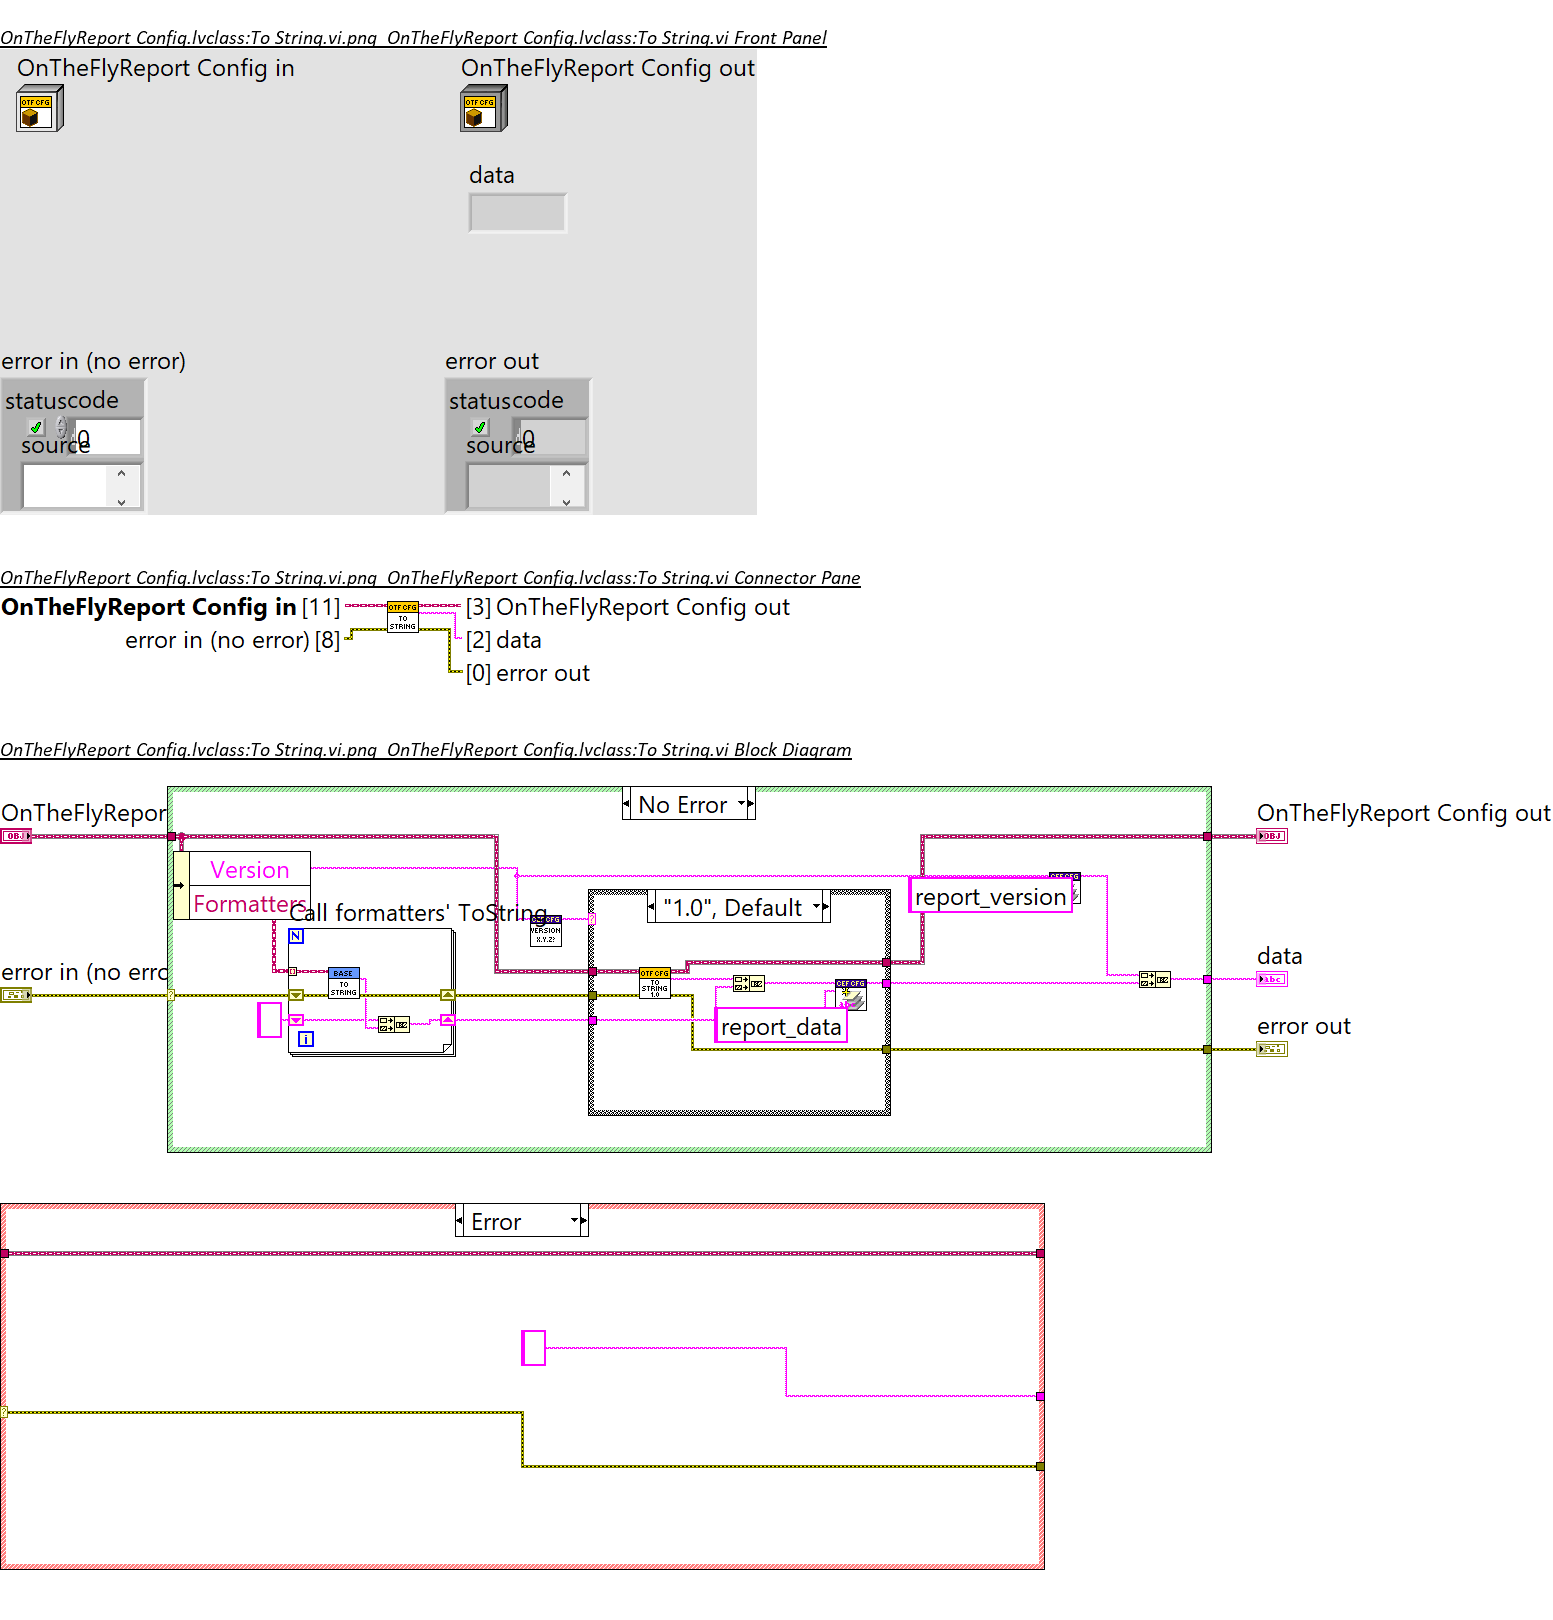 OnTheFlyReport Config.lvclass:To String.vi.png OnTheFlyReport Config.lvclass:To String.vi Front Panel
OnTheFlyReport Config in
OnTheFlyReport Config out
OTF CFG
OTF CFG
data
error in (no error)
error out
status code
0
source
status code
0
source
OnTheFlyReport Config.lvclass:To String.vi.png OnTheFlyReport Config.lvclass:To String.vi Connector Pane
OnTheFlyReport Config in [11]
OTF CFG
TO
STRING
[3] OnTheFlyReport Config out
error in (no error) [8]
[2] data
[0] error out
OnTheFlyReport Config.lvclass:To String.vi.png OnTheFlyReport Config.lvclass:To String.vi Block Diagram
No Error
OnTheFlyRepor
OBJ
OnTheFlyReport Config out
OBJ
Version
Formatters
Call formatters' ToString
report_version
"1.0", Default
VERSION
X.Y.Z?
N
error in (no erro
BASE
TO
STRING
OTF CFG
TO
STRING
1.0
data
abc
report_data
i
error out
Error